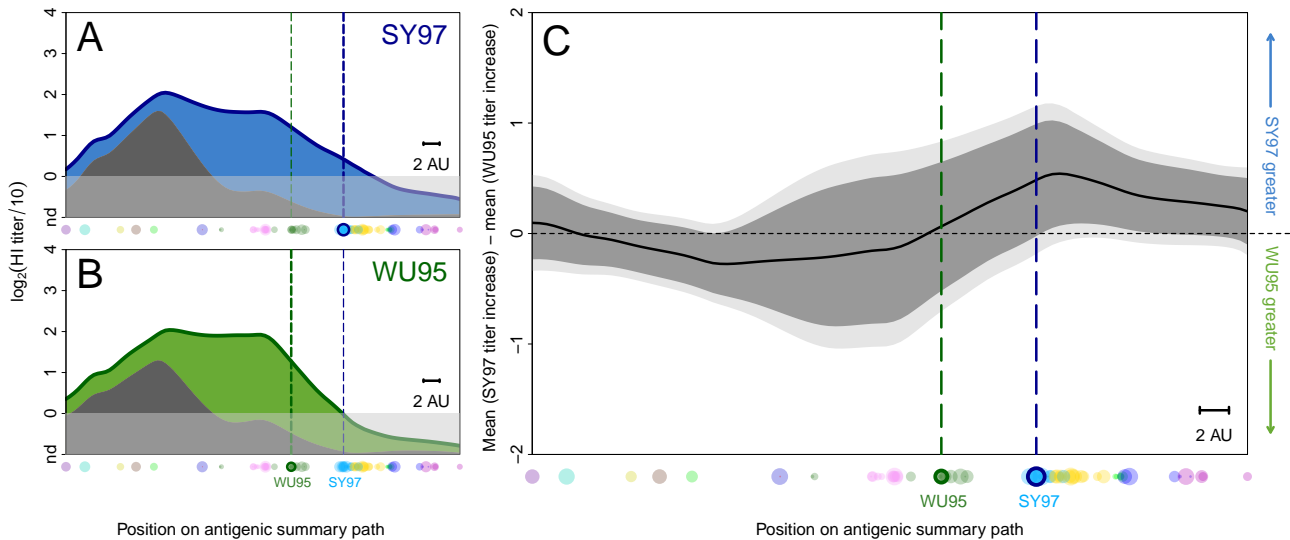 A
SY97
4
3
2
1
0
nd
2 AU
B
WU95
4
3
2
1
0
nd
2 AU
WU95
SY97
log2(HI titer/10)
Position on antigenic summary path
C
2
1
0
−1
−2
Mean (SY97 titer increase) − mean (WU95 titer increase)
2 AU
WU95
SY97
Position on antigenic summary path
SY97 greater
WU95 greater